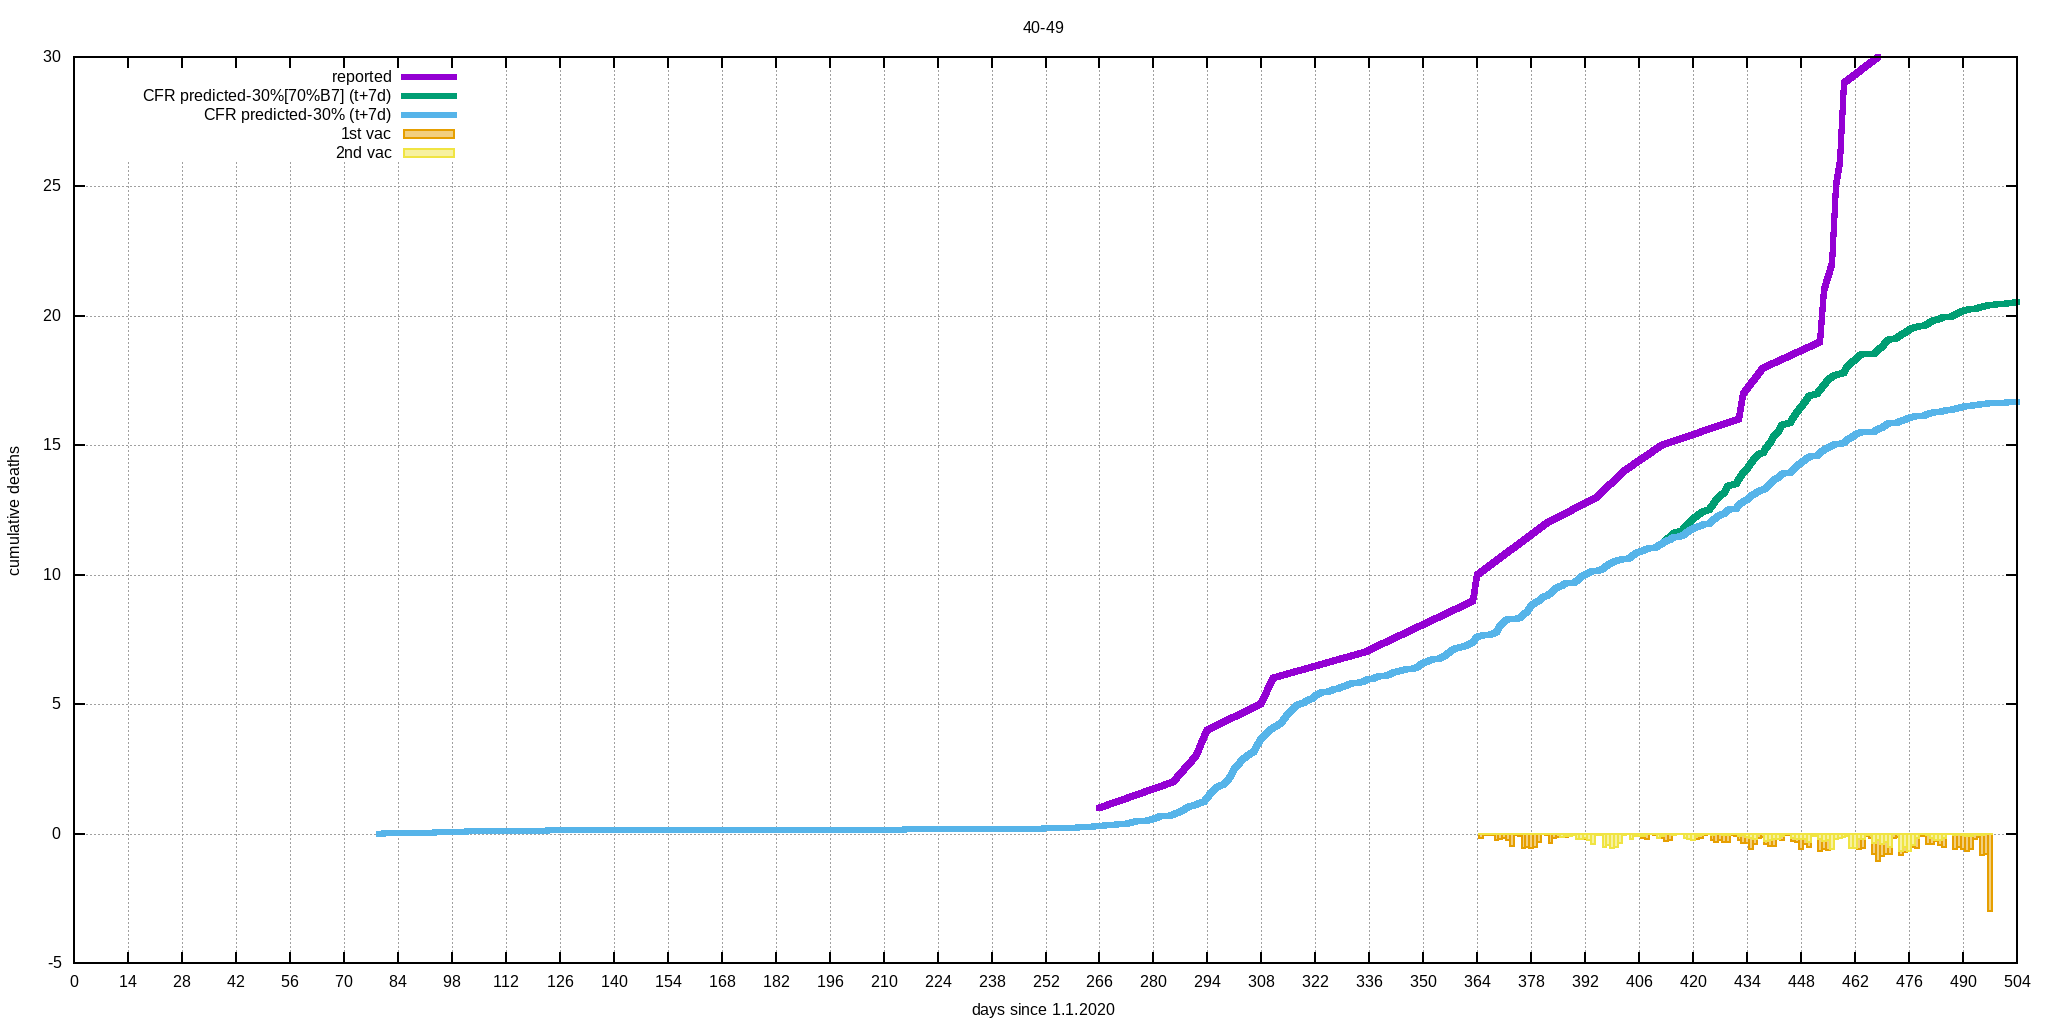 40-49
reported
CFR predicted-30%[70%B7] (t+7d)
CFR predicted-30% (t+7d)
1st vac
2nd vac
30
25
20
15
10
5
0
-5
cumulative deaths
0 14 28 42 56 70 84 98 112 126 140 154 168 182 196 210 224 238 252 266 280 294 308 322 336 350 364 378 392 406 420 434 448 462 476 490 504
days since 1.1.2020